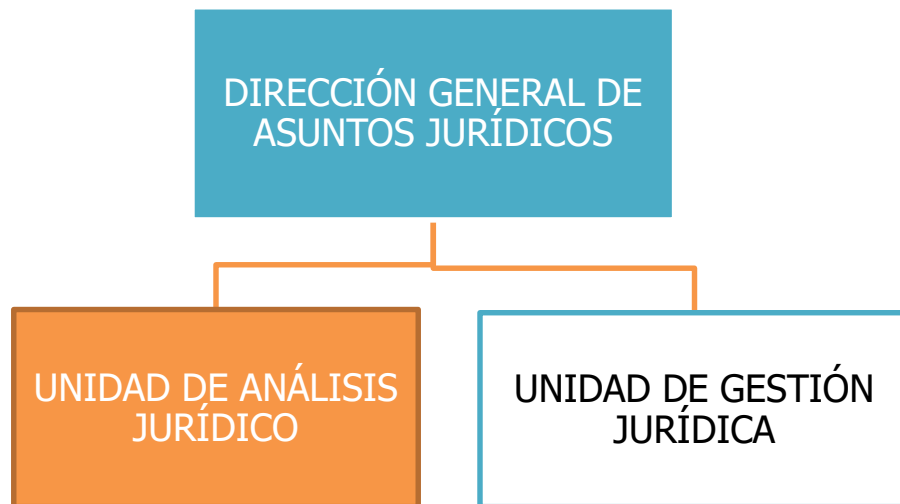 DIRECCIÓN GENERAL DE
ASUNTOS JURÍDICOS
UNIDAD DE ANÁLISIS
JURÍDICO
UNIDAD DE GESTIÓN
JURÍDICA